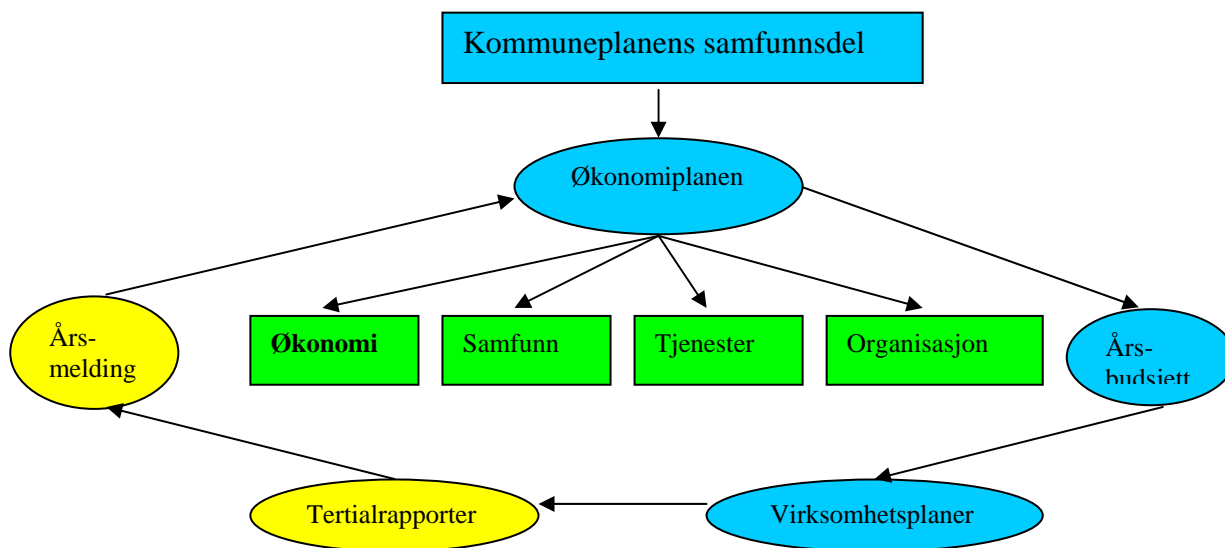 Kommuneplanens samfunnsdel
Økonomiplanen
Års-
melding
Økonomi
Samfunn
Tjenester
Organisasjon
Års-
budsjett
Tertialrapporter
Virksomhetsplaner